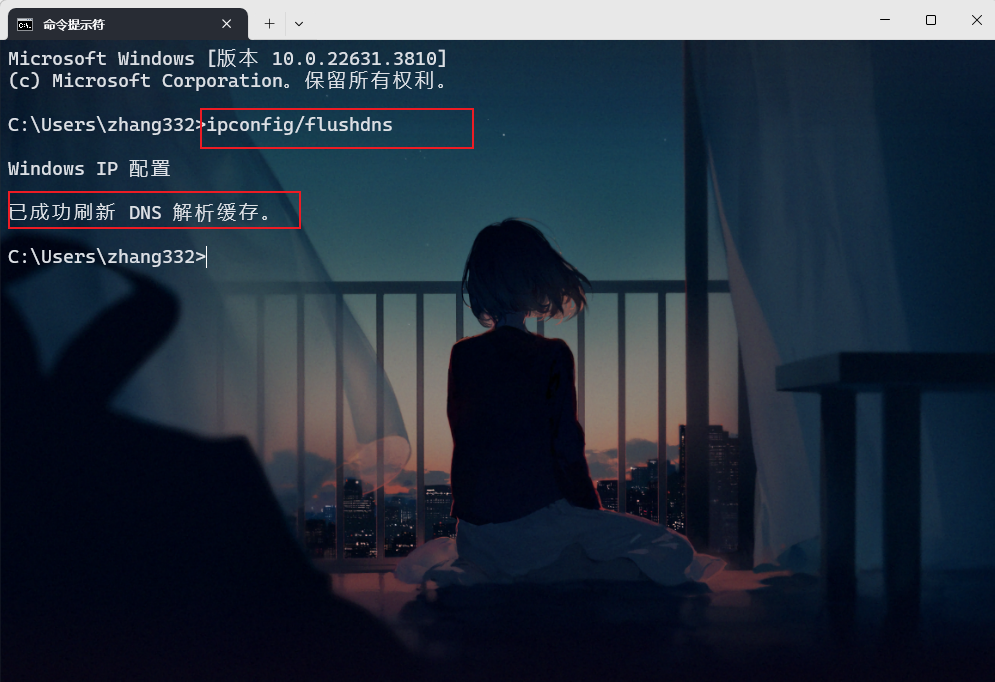 命令提示符
Microsoft Windows [版本 10.0.22631.3810]
(c) Microsoft Corporation。保留所有权利。
C:\Users\zhang332>ipconfig/flushdns
Windows IP 配置
已成功刷新 DNS 解析缓存。
C:\Users\zhang332>